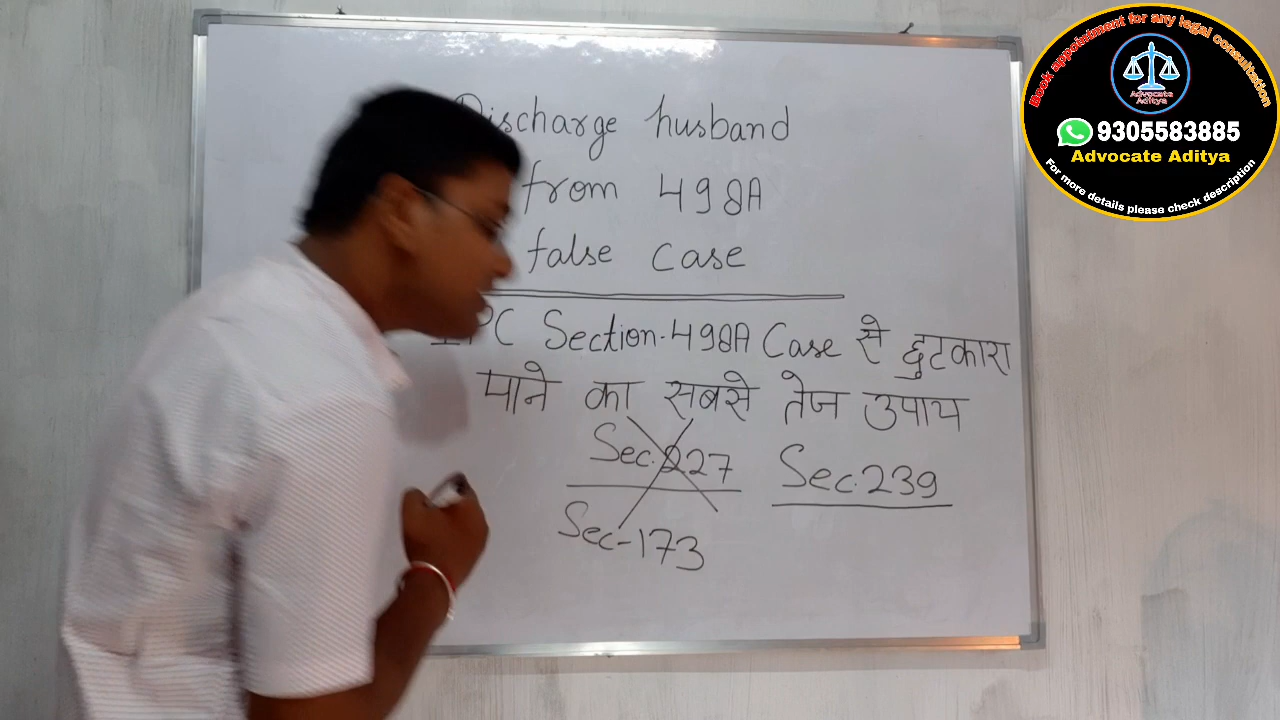 Discharge husband
from 498A
false case
IPC Section-498A Case से छुटकारा
पाने का सबसे तेज उपाय
Sec.227 Sec.239
Sec-173
Book appointment for any legal consultation
Advocate
Aditya
9305583885
Advocate Aditya
For more details please check description